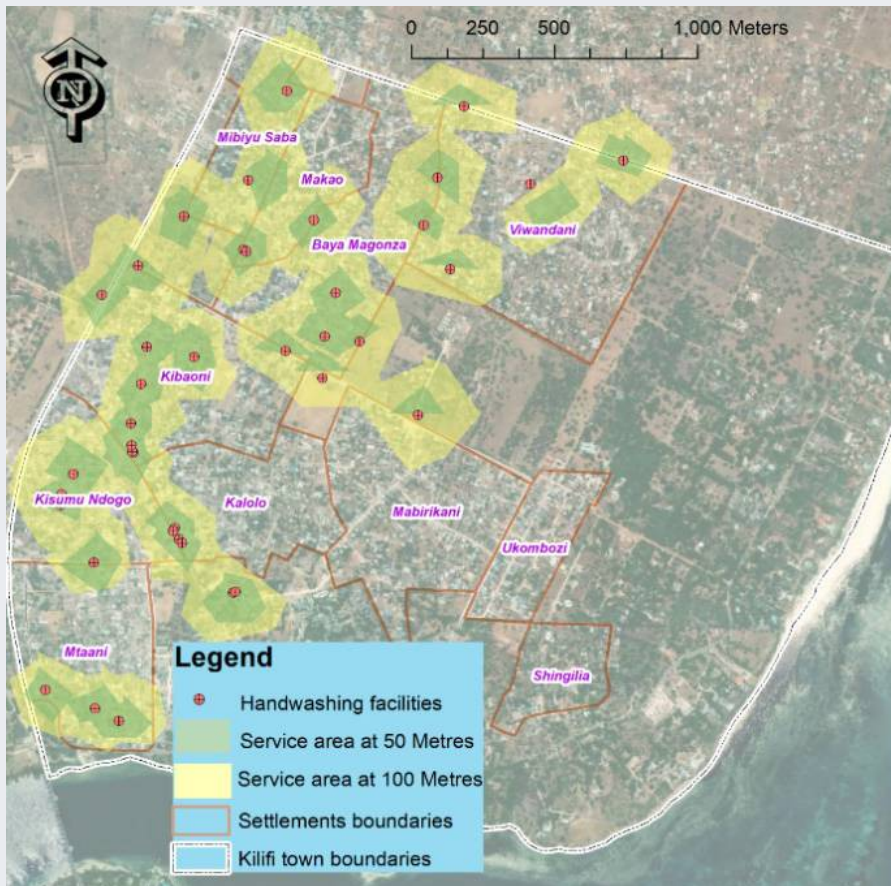 0 250 500 1,000 Meters
N
Mibiyu Saba
Makao
Viwandani
Baya Magonza
Kibaoni
Kisumu Ndogo
Kalolo
Mabirikani
Ukombozi
Mtaani
Shingilia
Legend
Handwashing facilities
Service area at 50 Metres
Service area at 100 Metres
Settlements boundaries
Kilifi town boundaries